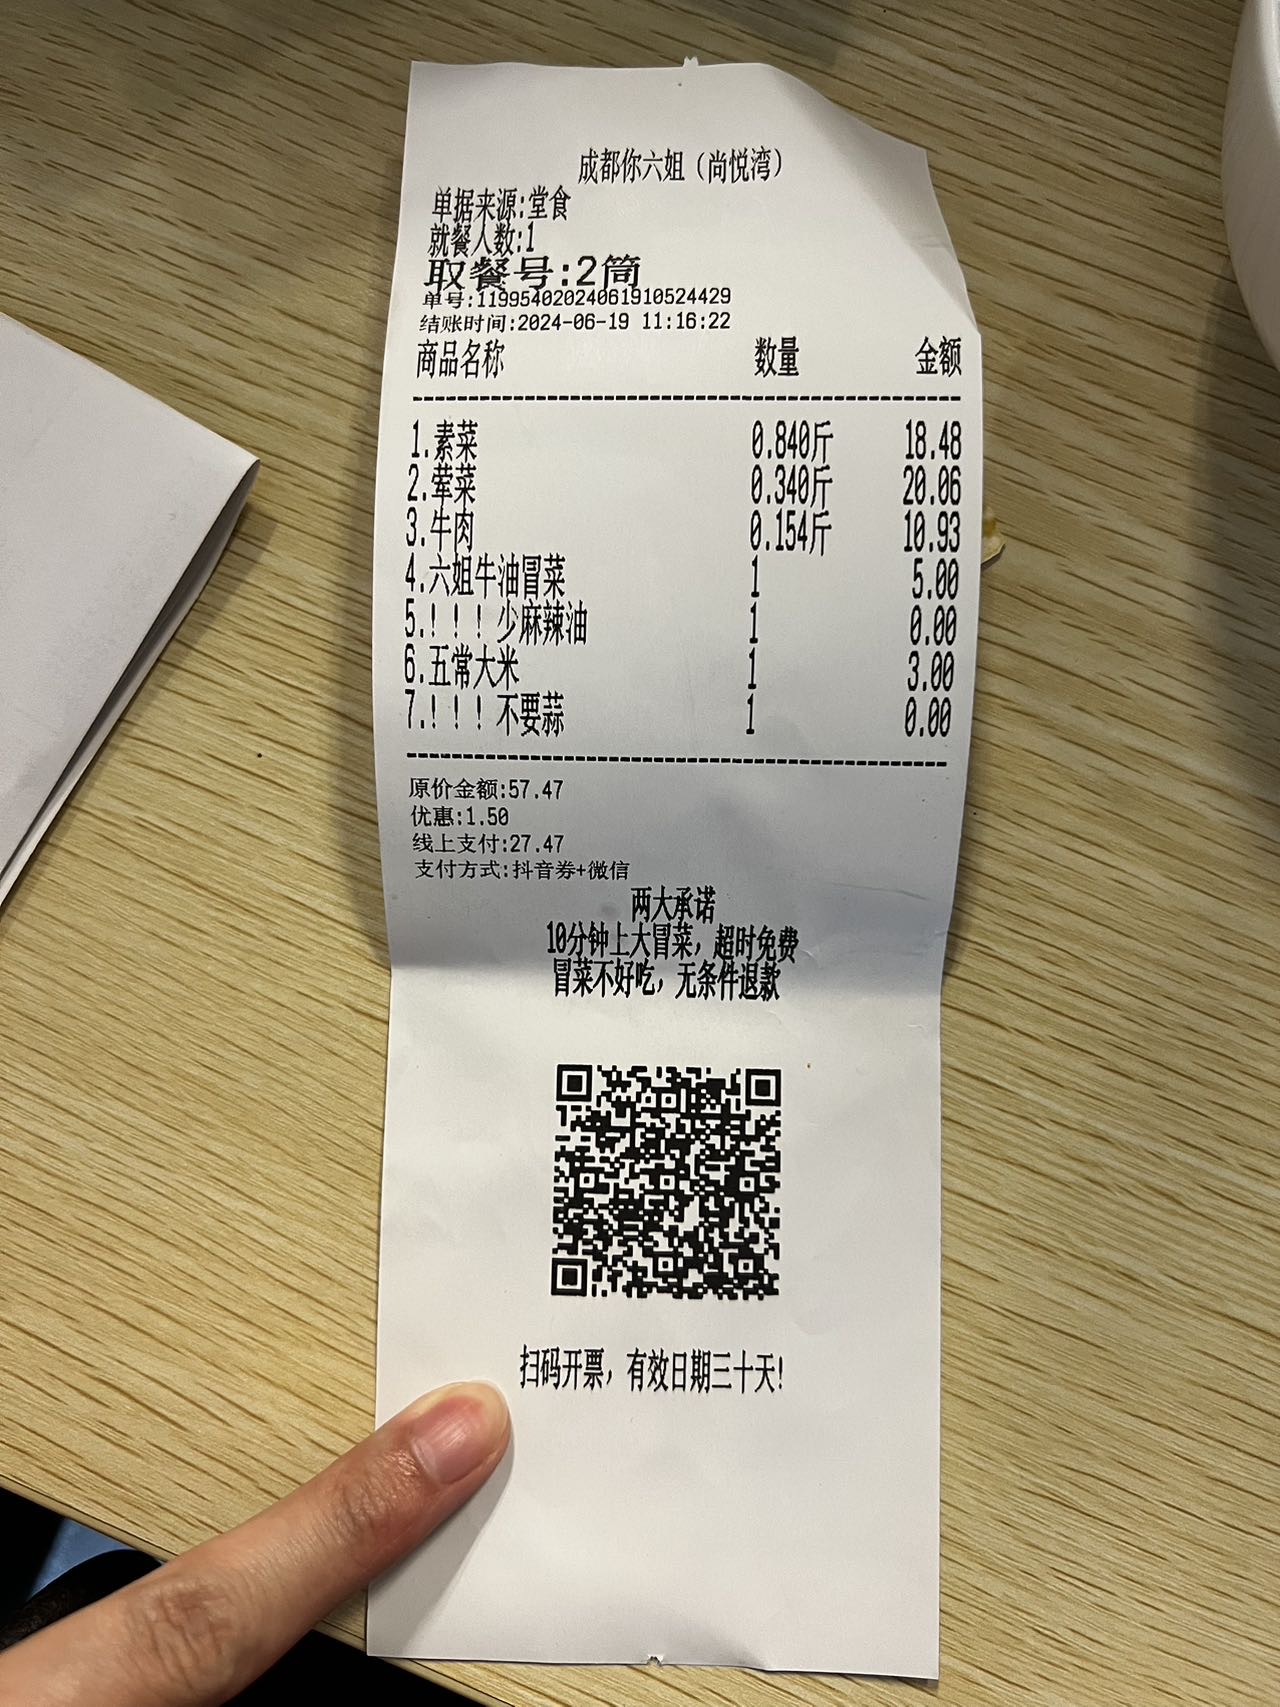 成都你六姐（尚悦湾）
单据来源:堂食
就餐人数:1
取餐号:2筒
单号:11995402024061910524429
结账时间:2024-06-19 11:16:22
商品名称 数量 金额
1.素菜 0.840斤 18.48
2.荤菜 0.340斤 20.06
3.牛肉 0.154斤 10.93
4.六姐牛油冒菜 1 5.00
5.！！！少麻辣油 1 0.00
6.五常大米 1 3.00
7.！！！不要蒜 1 0.00
原价金额:57.47
优惠:1.50
线上支付:27.47
支付方式:抖音券+微信
两大承诺
10分钟上大冒菜，超时免费
冒菜不好吃，无条件退款
扫码开票，有效日期三十天!